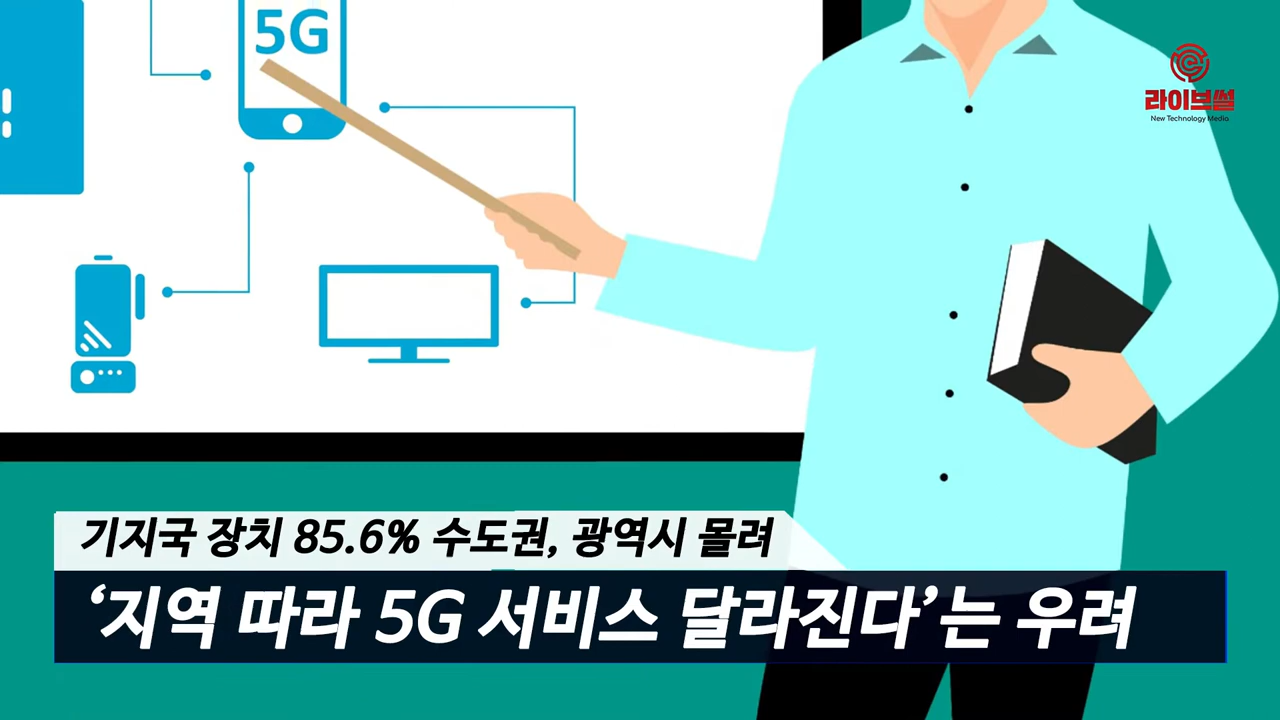 5G
라이브썰
New Technology Media
기지국 장치 85.6% 수도권, 광역시 몰려
‘지역 따라 5G 서비스 달라진다’는 우려